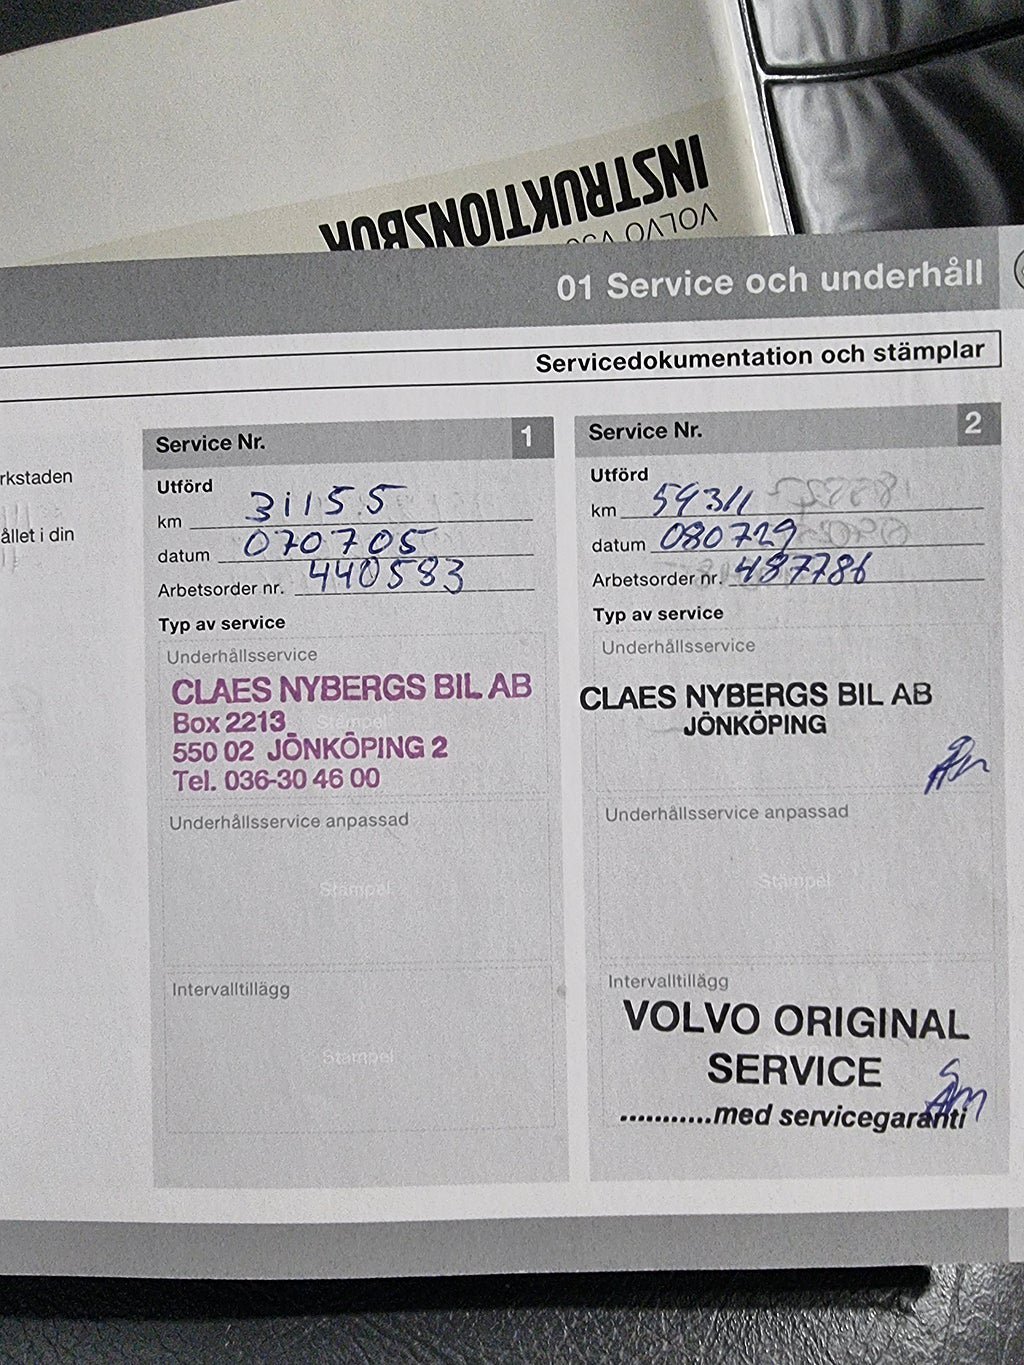 INSTRUKTIONSBOK
VOLVO
01 Service och underhåll
Servicedokumentation och stämplar
rkstaden
ållet i din
Service Nr. 1
Utförd
km 31155
datum 070705
Arbetsorder nr. 440583
Typ av service
Underhållsservice
CLAES NYBERGS BIL AB
Box 2213
Stämpel
550 02 JÖNKÖPING 2
Tel. 036-30 46 00
Underhållsservice anpassad
Stämpel
Intervalltillägg
Stämpel
Service Nr. 2
Utförd
km 59311
datum 080729
Arbetsorder nr. 487786
Typ av service
Underhållsservice
CLAES NYBERGS BIL AB
JÖNKÖPING
Underhållsservice anpassad
Stämpel
Intervalltillägg
VOLVO ORIGINAL
SERVICE
...........med servicegaranti